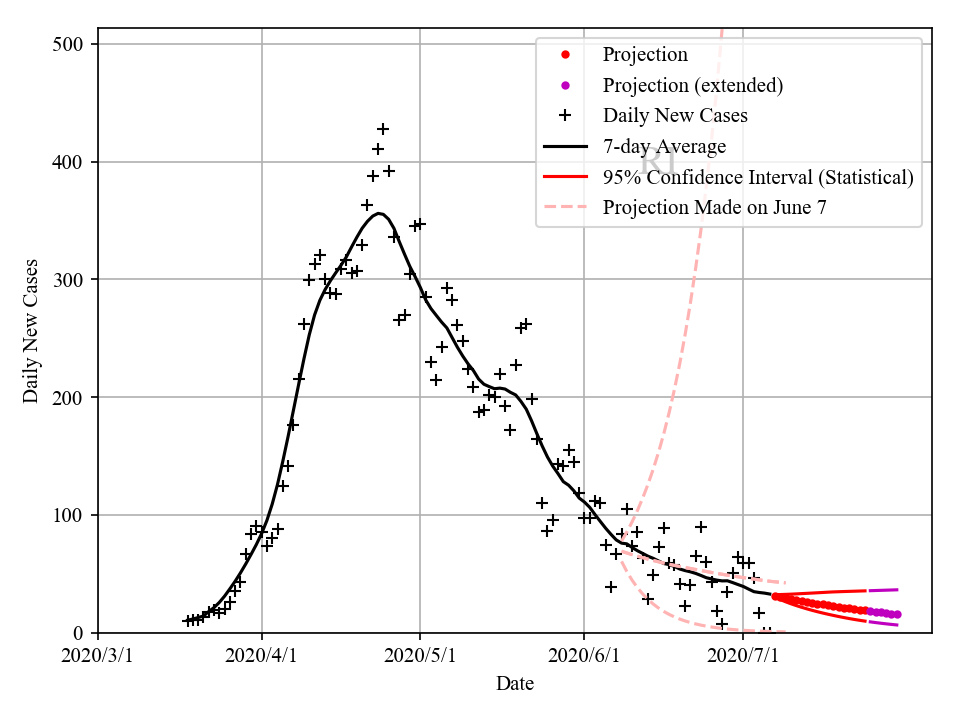 500
400
300
200
100
0
Daily New Cases
Projection
Projection (extended)
Daily New Cases
7-day Average
RI
95% Confidence Interval (Statistical)
Projection Made on June 7
2020/3/1 2020/4/1 2020/5/1 2020/6/1 2020/7/1
Date